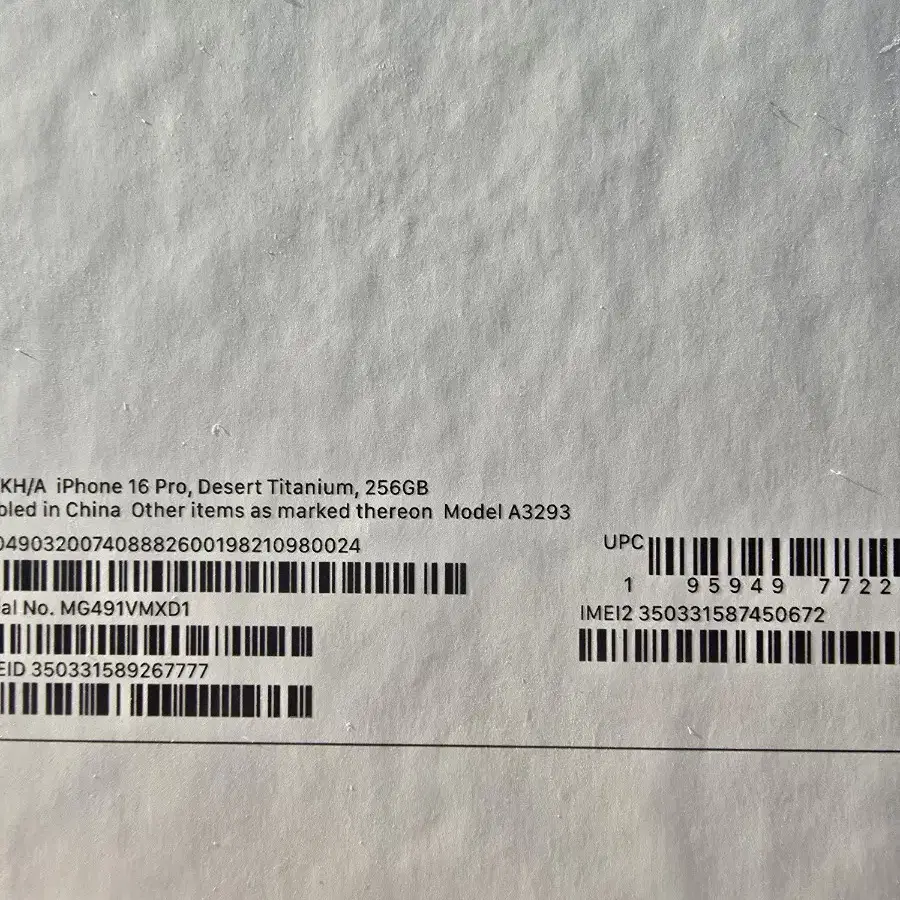 KH/A iPhone 16 Pro, Desert Titanium, 256GB
bled in China Other items as marked thereon Model A3293
049032007408882600198210980024
UPC
1 95949 7722
al No. MG491VMXD1
IMEI2 350331587450672
EID 350331589267777